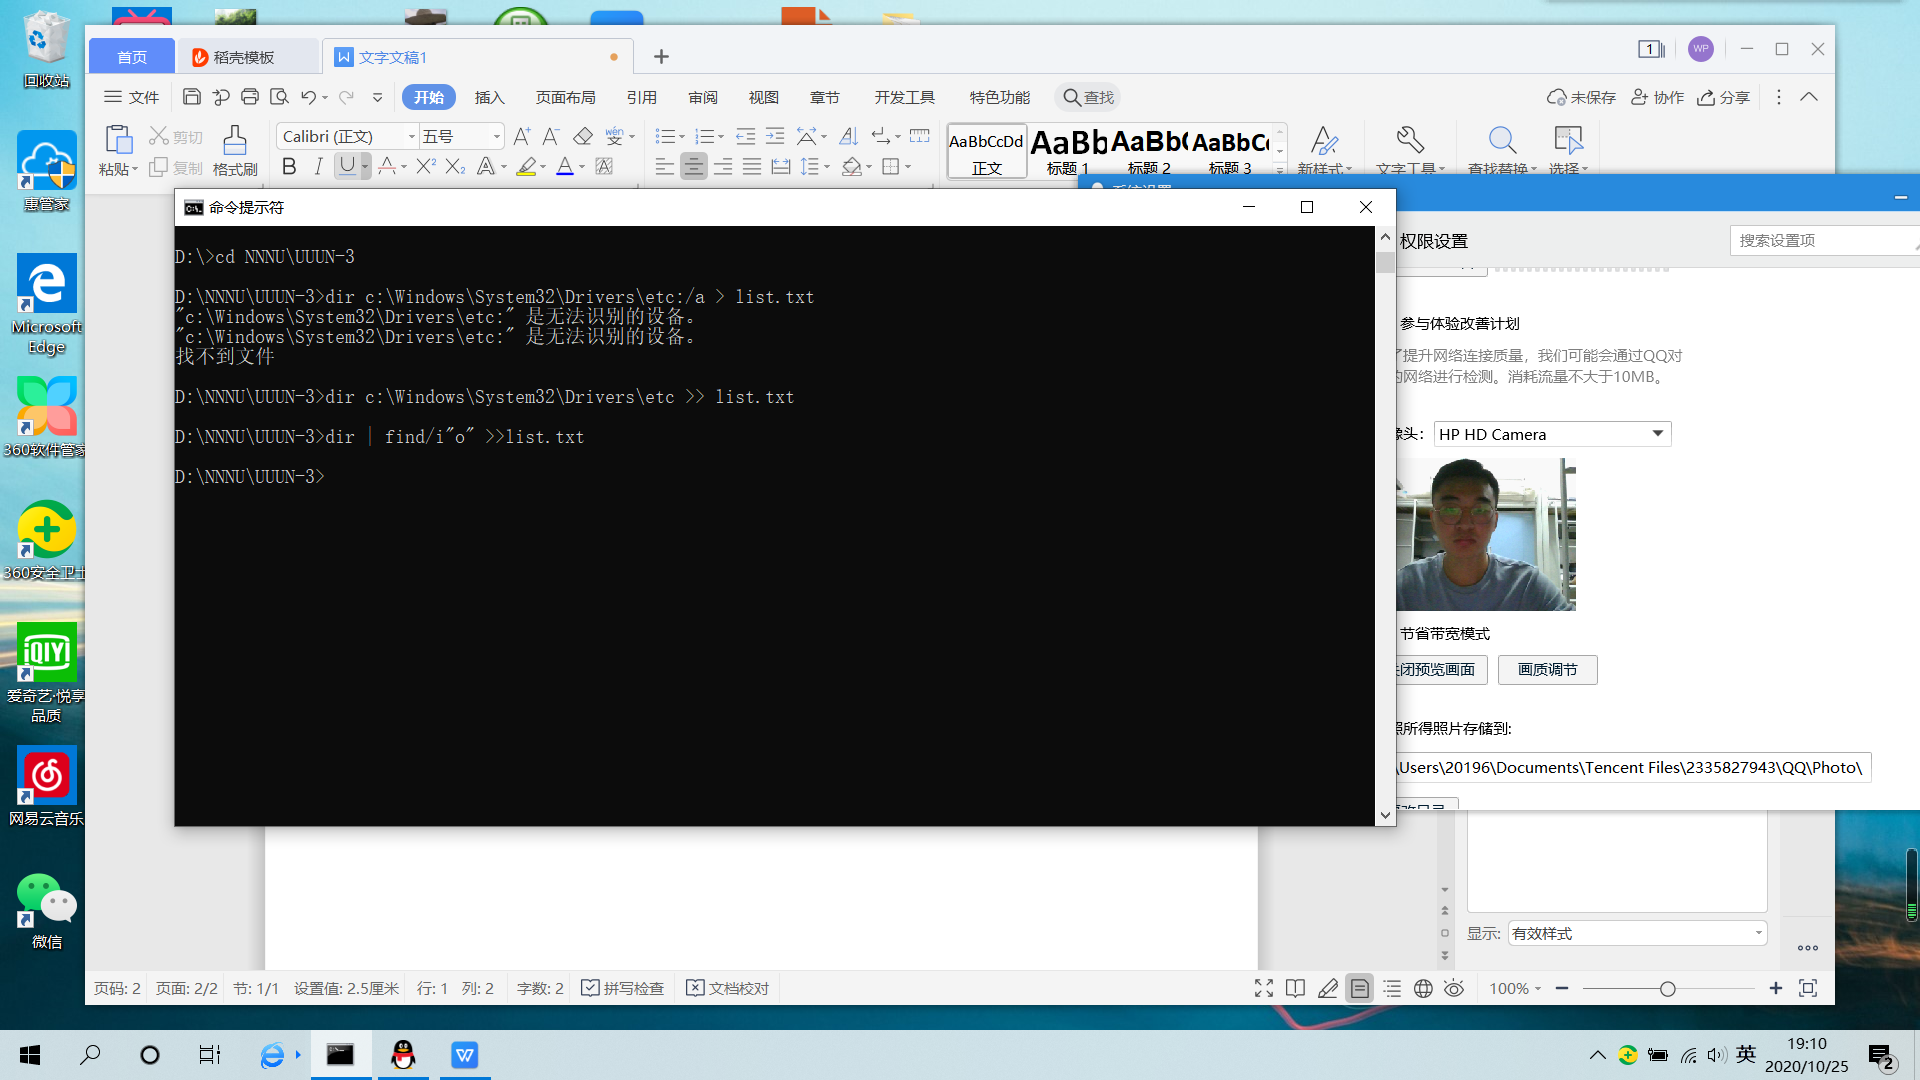 回收站
惠管家
Microsoft
Edge
360软件管家
360安全卫士
iQIYI
爱奇艺·悦享
品质
网易云音乐
微信
首页
稻壳模板
文字文稿1
1
WP
文件
开始
插入
页面布局
引用
审阅
视图
章节
开发工具
特色功能
查找
未保存
协作
分享
粘贴
剪切
复制
格式刷
Calibri (正文)
五号
AaBbCcDd
正文
AaBb
标题 1
AaBb(
标题 2
AaBbC
标题 3
新样式
文字工具
查找替换
选择
命令提示符
D:\>cd NNNU\UUUN-3
D:\NNNU\UUUN-3>dir c:\Windows\System32\Drivers\etc:/a > list.txt
"c:\Windows\System32\Drivers\etc:" 是无法识别的设备。
"c:\Windows\System32\Drivers\etc:" 是无法识别的设备。
找不到文件
D:\NNNU\UUUN-3>dir c:\Windows\System32\Drivers\etc >> list.txt
D:\NNNU\UUUN-3>dir | find/i"o" >>list.txt
D:\NNNU\UUUN-3>
权限设置
搜索设置项
参与体验改善计划
提升网络连接质量，我们可能会通过QQ对
的网络进行检测。消耗流量不大于10MB。
像头：
HP HD Camera
节省带宽模式
关闭预览画面
画质调节
照所得照片存储到:
\Users\20196\Documents\Tencent Files\2335827943\QQ\Photo\
显示:
有效样式
页码: 2
页面: 2/2
节: 1/1
设置值: 2.5厘米
行: 1
列: 2
字数: 2
拼写检查
文档校对
100%
英
19:10
2020/10/25
2